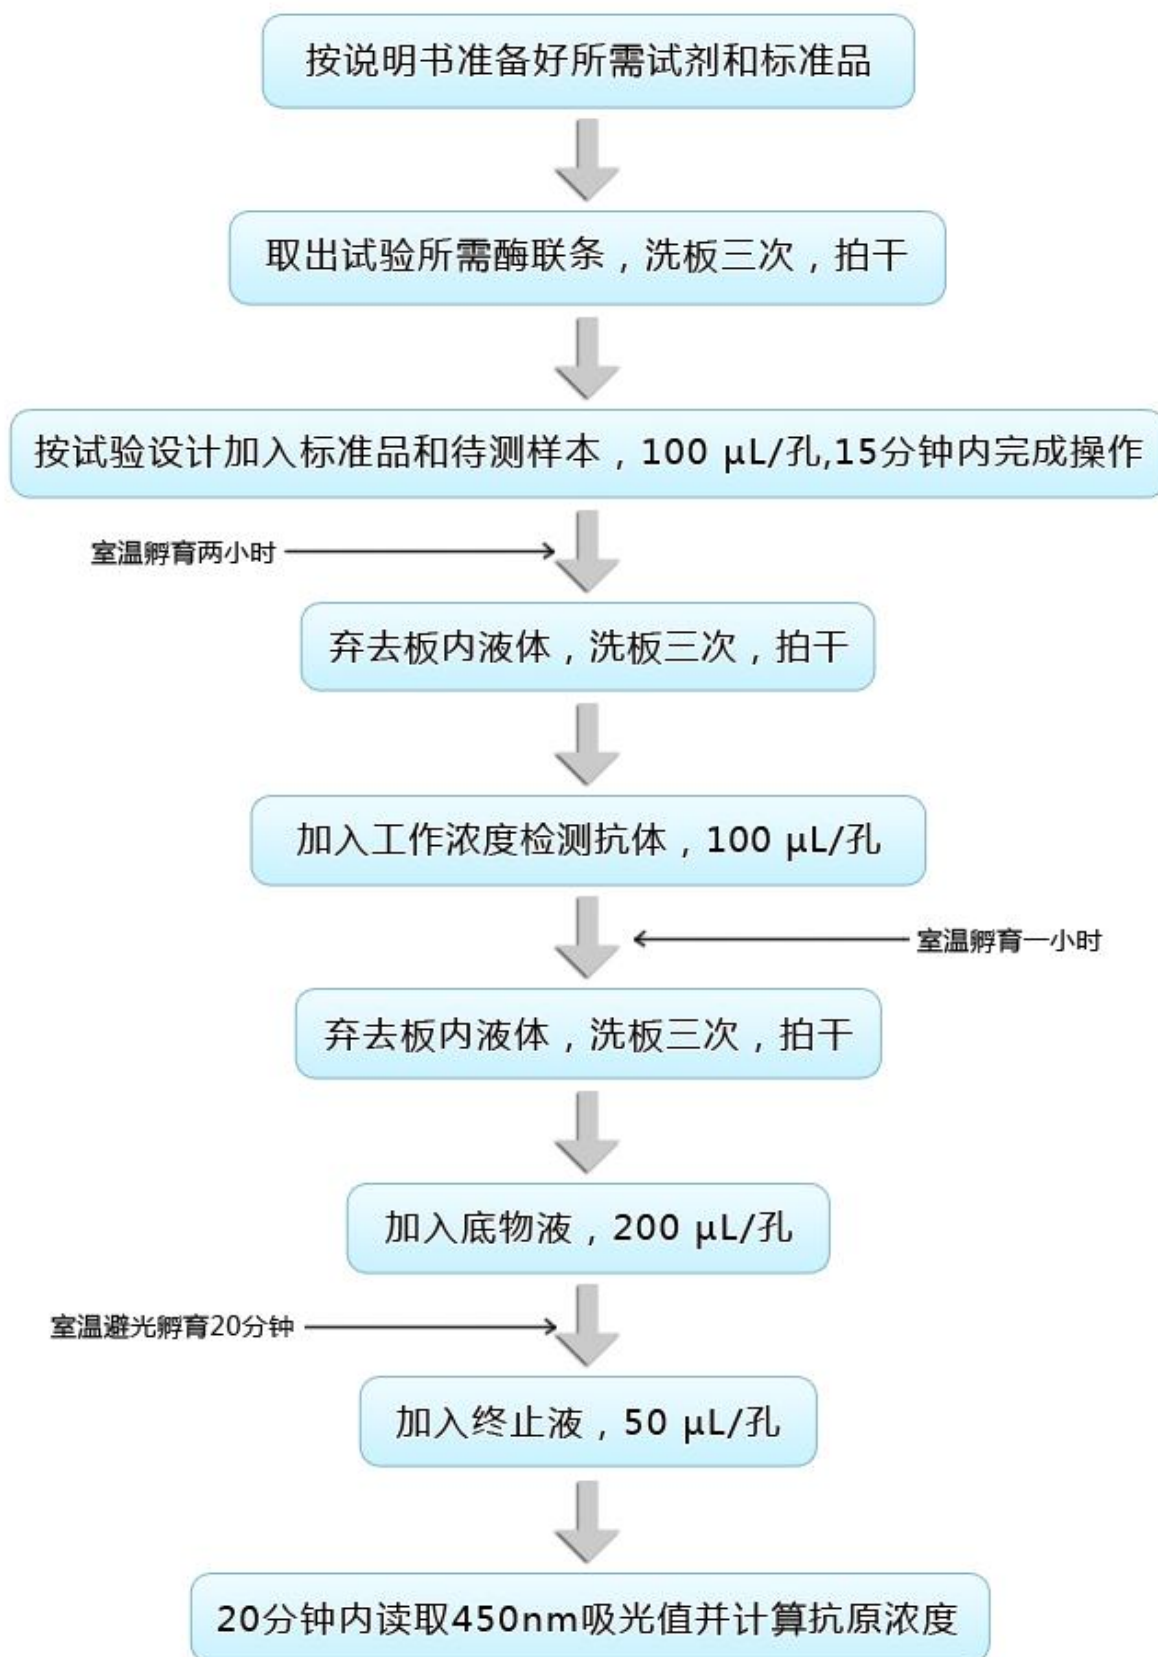 按说明书准备好所需试剂和标准品
取出试验所需酶联条，洗板三次，拍干
按试验设计加入标准品和待测样本，100 μL/孔,15分钟内完成操作
室温孵育两小时
弃去板内液体，洗板三次，拍干
加入工作浓度检测抗体，100 μL/孔
室温孵育一小时
弃去板内液体，洗板三次，拍干
加入底物液，200 μL/孔
室温避光孵育20分钟
加入终止液，50 μL/孔
20分钟内读取450nm吸光值并计算抗原浓度